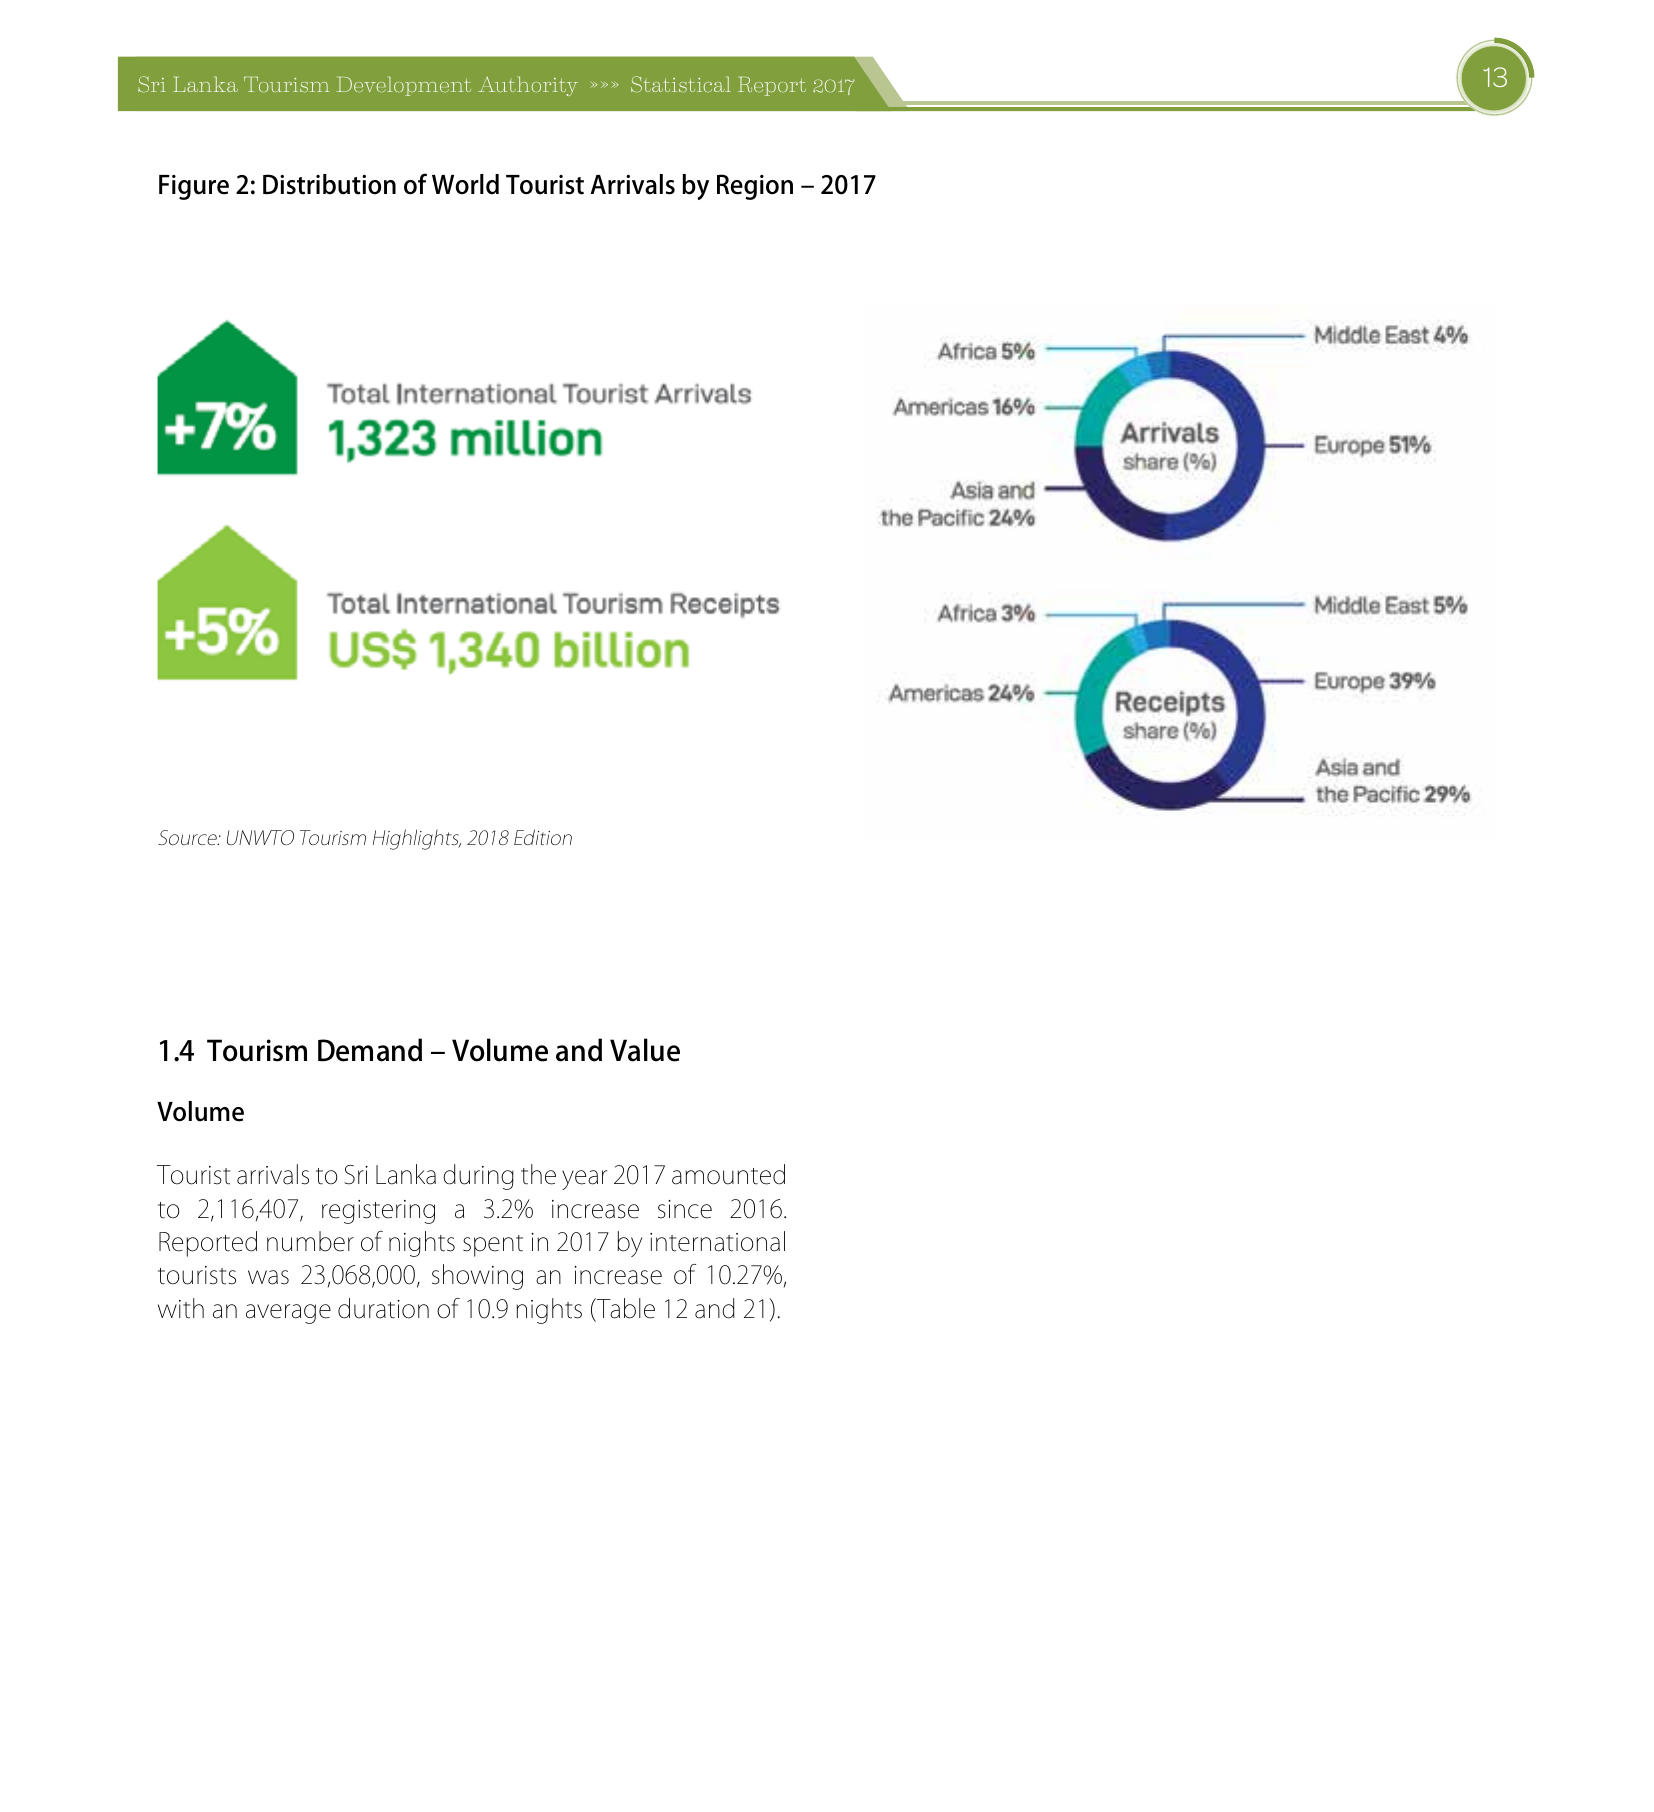 Sri Lanka Tourism Development Authority »»» Statistical Report 2017
13
Figure 2: Distribution of World Tourist Arrivals by Region – 2017
+7%
Total International Tourist Arrivals
1,323 million
+5%
Total International Tourism Receipts
US$ 1,340 billion
Africa 5%
Middle East 4%
Americas 16%
Arrivals
share (%)
Europe 51%
Asia and
the Pacific 24%
Africa 3%
Middle East 5%
Americas 24%
Receipts
share (%)
Europe 39%
Asia and
the Pacific 29%
Source: UNWTO Tourism Highlights, 2018 Edition
1.4 Tourism Demand – Volume and Value
Volume
Tourist arrivals to Sri Lanka during the year 2017 amounted
to 2,116,407, registering a 3.2% increase since 2016.
Reported number of nights spent in 2017 by international
tourists was 23,068,000, showing an increase of 10.27%,
with an average duration of 10.9 nights (Table 12 and 21).